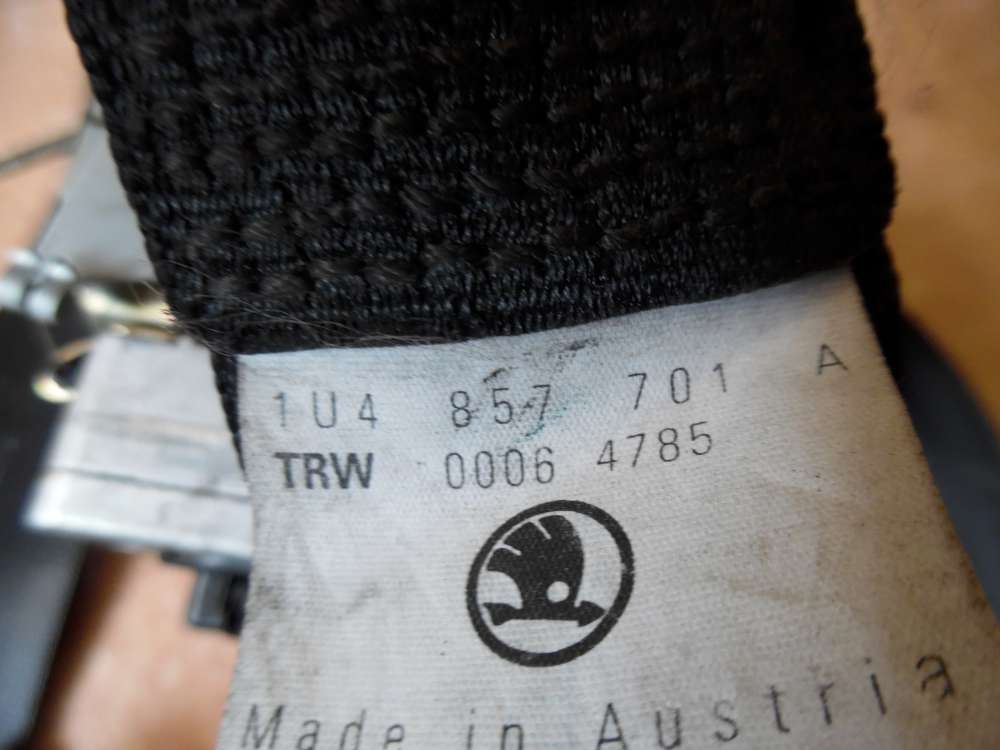 1U4 857 701 A
TRW 0006 4785
Made in Austria